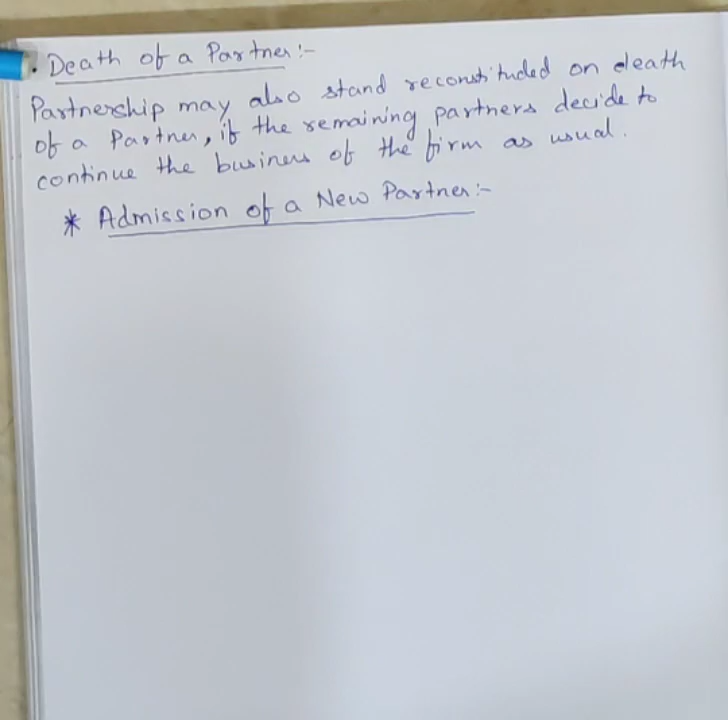 . Death of a Partner:-
Partnership may also stand reconstituded on death
of a Partner, if the remaining partners decide to
continue the business of the firm as usual.
* Admission of a New Partner:-